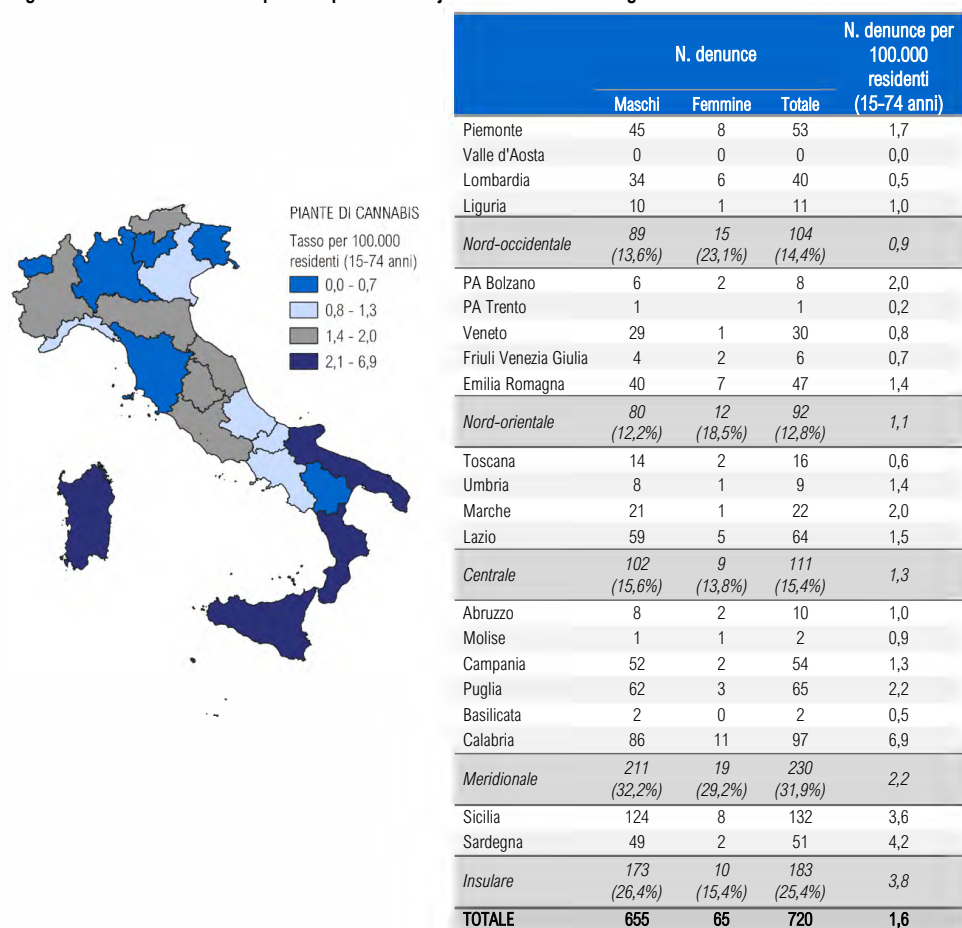 PIANTE DI CANNABIS
Tasso per 100.000
residenti (15-74 anni)
0,0 - 0,7
0,8 - 1,3
1,4 - 2,0
2,1 - 6,9
N. denunce
N. denunce per
100.000
residenti
(15-74 anni)
Maschi Femmine Totale
Piemonte 45 8 53 1,7
Valle d'Aosta 0 0 0 0,0
Lombardia 34 6 40 0,5
Liguria 10 1 11 1,0
Nord-occidentale 89 (13,6%) 15 (23,1%) 104 (14,4%) 0,9
PA Bolzano 6 2 8 2,0
PA Trento 1 1 0,2
Veneto 29 1 30 0,8
Friuli Venezia Giulia 4 2 6 0,7
Emilia Romagna 40 7 47 1,4
Nord-orientale 80 (12,2%) 12 (18,5%) 92 (12,8%) 1,1
Toscana 14 2 16 0,6
Umbria 8 1 9 1,4
Marche 21 1 22 2,0
Lazio 59 5 64 1,5
Centrale 102 (15,6%) 9 (13,8%) 111 (15,4%) 1,3
Abruzzo 8 2 10 1,0
Molise 1 1 2 0,9
Campania 52 2 54 1,3
Puglia 62 3 65 2,2
Basilicata 2 0 2 0,5
Calabria 86 11 97 6,9
Meridionale 211 (32,2%) 19 (29,2%) 230 (31,9%) 2,2
Sicilia 124 8 132 3,6
Sardegna 49 2 51 4,2
Insulare 173 (26,4%) 10 (15,4%) 183 (25,4%) 3,8
TOTALE 655 65 720 1,6